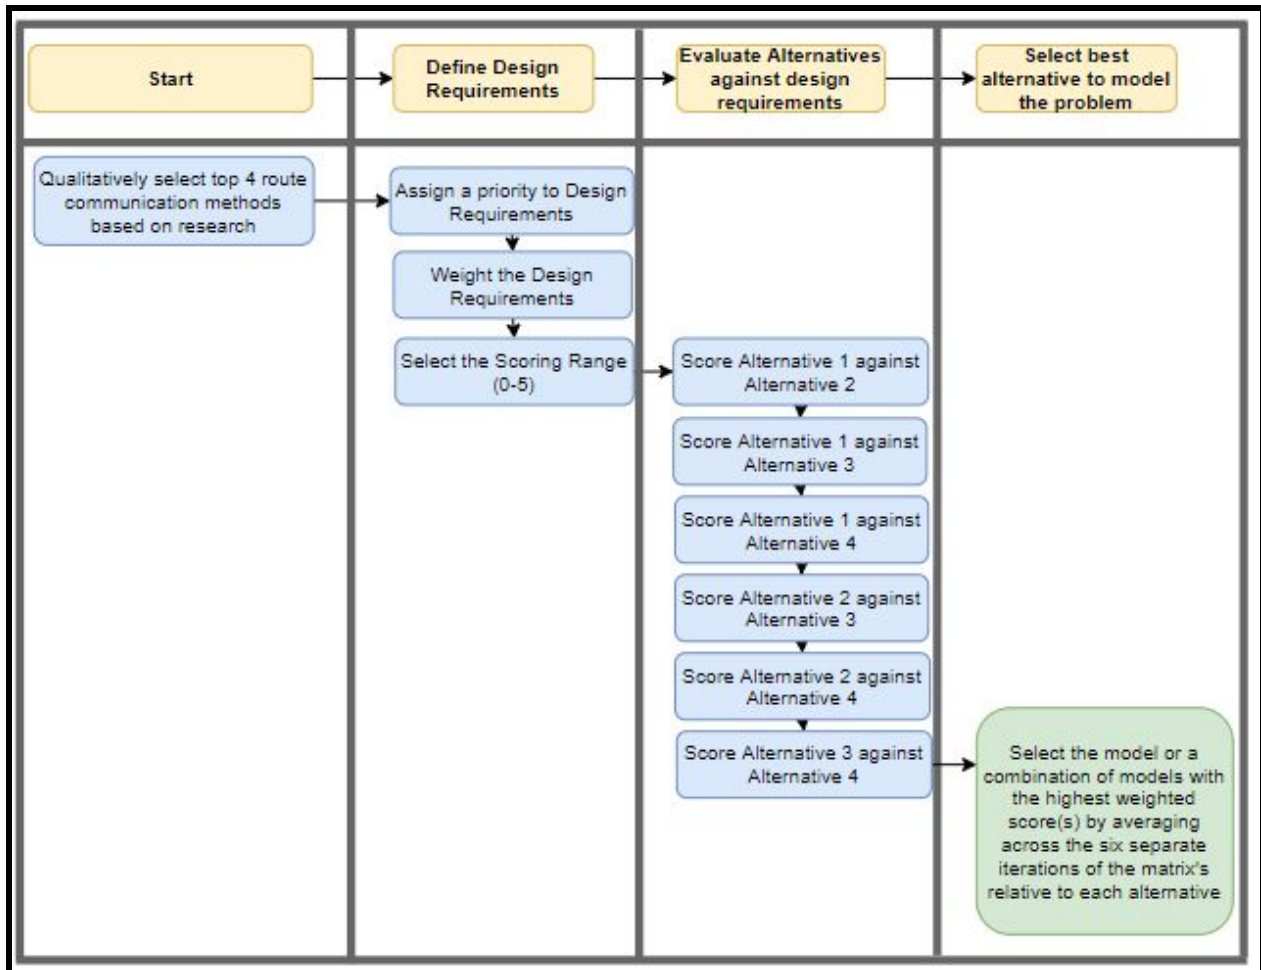 Start
Define Design
Requirements
Evaluate Alternatives
against design
requirements
Select best
alternative to model
the problem
Qualitatively select top 4 route
communication methods
based on research
Assign a priority to Design
Requirements
Weight the Design
Requirements
Select the Scoring Range
(0-5)
Score Alternative 1 against
Alternative 2
Score Alternative 1 against
Alternative 3
Score Alternative 1 against
Alternative 4
Score Alternative 2 against
Alternative 3
Score Alternative 2 against
Alternative 4
Score Alternative 3 against
Alternative 4
Select the model or a
combination of models with
the highest weighted
score(s) by averaging
across the six separate
iterations of the matrix's
relative to each alternative